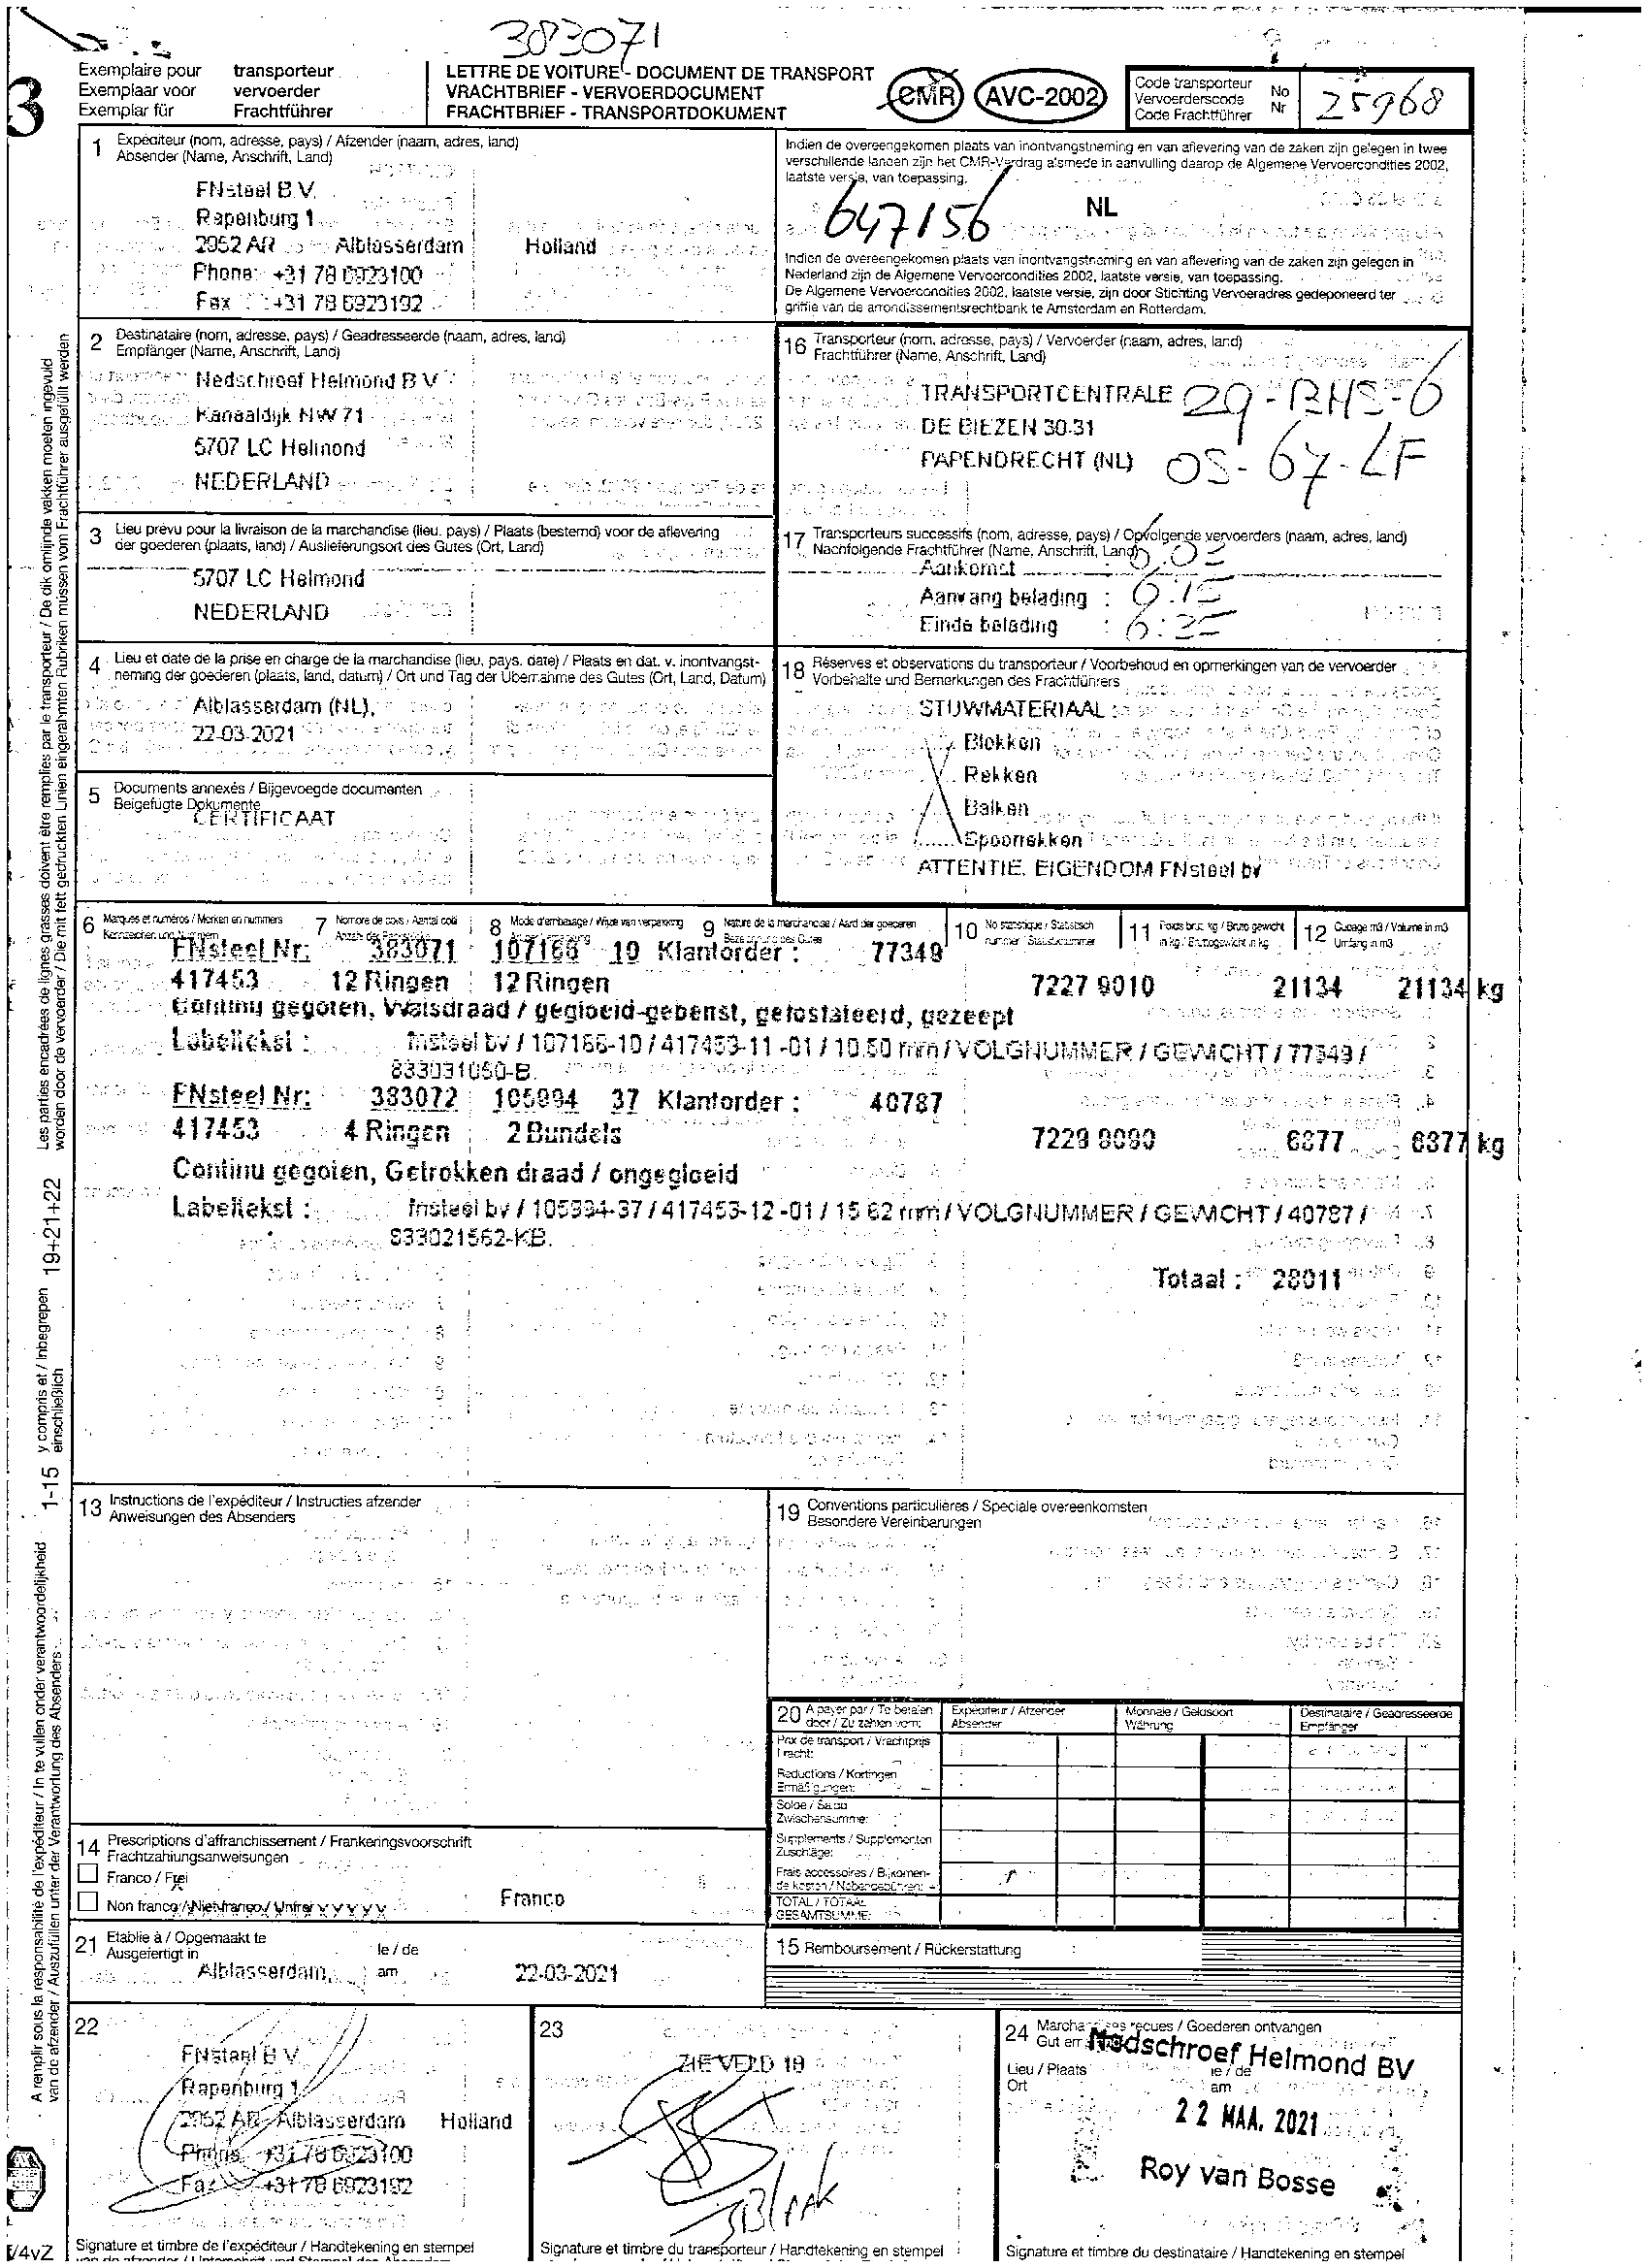 383071
3
Exemplaire pour transporteur
Exemplaar voor vervoerder
Exemplar für Frachtführer
LETTRE DE VOITURE - DOCUMENT DE TRANSPORT
VRACHTBRIEF - VERVOERDOCUMENT
FRACHTBRIEF - TRANSPORTDOKUMENT
CMR
AVC-2002
Code transporteur
Vervoerderscode
Code Frachtführer
No
Nr
25968
1 Expéditeur (nom, adresse, pays) / Afzender (naam, adres, land)
Absender (Name, Anschrift, Land)
FNsteel B.V.
Rapenburg 1
2952 AR Alblasserdam Holland
Phone: +31 78 6923100
Fax : +31 78 6923192
Indien de overeengekomen plaats van inontvangstneming en van aflevering van de zaken zijn gelegen in twee
verschillende landen zijn het CMR-Verdrag alsmede in aanvulling daarop de Algemene Vervoercondities 2002,
laatste versie, van toepassing.
647156
NL
Indien de overeengekomen plaats van inontvangstneming en van aflevering van de zaken zijn gelegen in
Nederland zijn de Algemene Vervoercondities 2002, laatste versie, van toepassing.
De Algemene Vervoercondities 2002, laatste versie, zijn door Stichting Vervoeradres gedeponeerd ter
griffie van de arrondissementsrechtbank te Amsterdam en Rotterdam.
2 Destinataire (nom, adresse, pays) / Geadresseerde (naam, adres, land)
Empfänger (Name, Anschrift, Land)
Nedschroef Helmond B V
Kanaaldijk NW 71
5707 LC Helmond
NEDERLAND
16 Transporteur (nom, adresse, pays) / Vervoerder (naam, adres, land)
Frachtführer (Name, Anschrift, Land)
TRANSPORTCENTRALE
DE BIEZEN 30-31
PAPENDRECHT (NL)
29-BHS-6
OS-67-LF
3 Lieu prévu pour la livraison de la marchandise (lieu, pays) / Plaats (bestemd) voor de aflevering
der goederen (plaats, land) / Auslieferungsort des Gutes (Ort, Land)
5707 LC Helmond
NEDERLAND
17 Transporteurs successifs (nom, adresse, pays) / Opvolgende vervoerders (naam, adres, land)
Nachfolgende Frachtführer (Name, Anschrift, Land)
Aankomst :
Aanvang belading : 6:15
Einde belading :
4 Lieu et date de la prise en charge de la marchandise (lieu, pays, date) / Plaats en dat. v. inontvangst-
neming der goederen (plaats, land, datum) / Ort und Tag der Übernahme des Gutes (Ort, Land, Datum)
Alblasserdam (NL),
22-03-2021
18 Réserves et observations du transporteur / Voorbehoud en opmerkingen van de vervoerder
Vorbehalte und Bemerkungen des Frachtführers
STUWMATERIAAL
Blokken
Rekken
Balken
Spoorrekken
ATTENTIE. EIGENDOM FNsteel bv
5 Documents annexés / Bijgevoegde documenten
Beigefügte Dokumente
CERTIFICAAT
6 Marques et numéros / Merken en nummers
Kennzeichen und Nummern
7 Nombre de colis / Aantal colli
8 Mode d'emballage / Wijze van verpakking
9 Nature de la marchandise / Aard der goederen
10 No statistique / Statistisch
nummer / Statistiknummer
11 Poids brut, kg / Bruto gewicht
in kg / Bruttogewicht in kg
12 Cubage m3 / Volume in m3
Umfang in m3
FNsteel Nr: 383071 107166 10 Klantorder : 77349
417453 12 Ringen 12 Ringen 7227 9010 21134 21134 kg
Continu gegoten, Walsdraad / gegloeid-gebeitst, gefosfateerd, gezeept
Labeltekst : fnsteel bv / 107166-10 / 417453-11 -01 / 10.50 mm / VOLGNUMMER / GEWICHT / 77349 /
833031050-B.
FNsteel Nr: 383072 105994 37 Klantorder : 40787
417453 4 Ringen 2 Bundels 7229 9090 6877 6877 kg
Continu gegoten, Getrokken draad / ongegloeid
Labeltekst : fnsteel bv / 105994-37 / 417453-12 -01 / 15.62 mm / VOLGNUMMER / GEWICHT / 40787 /
833021562-KB.
Totaal : 28011
13 Instructions de l'expéditeur / Instructies afzender
Anweisungen des Absenders
19 Conventions particulières / Speciale overeenkomsten
Besondere Vereinbarungen
20 A payer par / Te betalen
door / Zu zahlen vom:
Expéditeur / Afzender
Absender
Monnaie / Geldsoort
Währung
Destinataire / Geadresseerde
Empfänger
Prix de transport / Vrachtprijs
Fracht:
Réductions / Kortingen
Ermäßigungen:
Solde / Saldo
Zwischensumme:
Suppléments / Supplementen
Zuschläge:
Frais accessoires / Bijkomen-
de kosten / Nebengebühren:
TOTAL / TOTAAL
GESAMTSUMME:
14 Prescriptions d'affranchissement / Frankeringsvoorschrift
Frachtzahlungsanweisungen
Franco / Frei
Non franco / Niet-franco / Unfrei
Franco
21 Etablie à / Opgemaakt te
Ausgefertigt in
Alblasserdam
le / de
am
22-03-2021
15 Remboursement / Rückerstattung
22
FNsteel B V
Rapenburg 1
2952 AR Alblasserdam Holland
Phone +31 78 6923100
Fax +31 78 6923192
23
ZIE VELD 16
24 Marchandises reçues / Goederen ontvangen
Nedschroef Helmond BV
Lieu / Plaats
Ort
le / de
am
22 MAA. 2021
Roy van Bosse
Signature et timbre de l'expéditeur / Handtekening en stempel
Signature et timbre du transporteur / Handtekening en stempel
Signature et timbre du destinataire / Handtekening en stempel
Les parties encadrées de lignes grasses doivent être remplies par le transporteur / De dik omlijnde vakken moeten ingevuld
worden door de vervoerder / Die mit fett gedruckten Linien eingerahmten Rubriken müssen vom Frachtführer ausgefüllt werden
19+21+22
y compris et / inbegrepen
einschließlich
1-15
A remplir sous la responsabilité de l'expéditeur / In te vullen onder verantwoordelijkheid
van de afzender / Auszufüllen unter der Verantwortung des Absenders